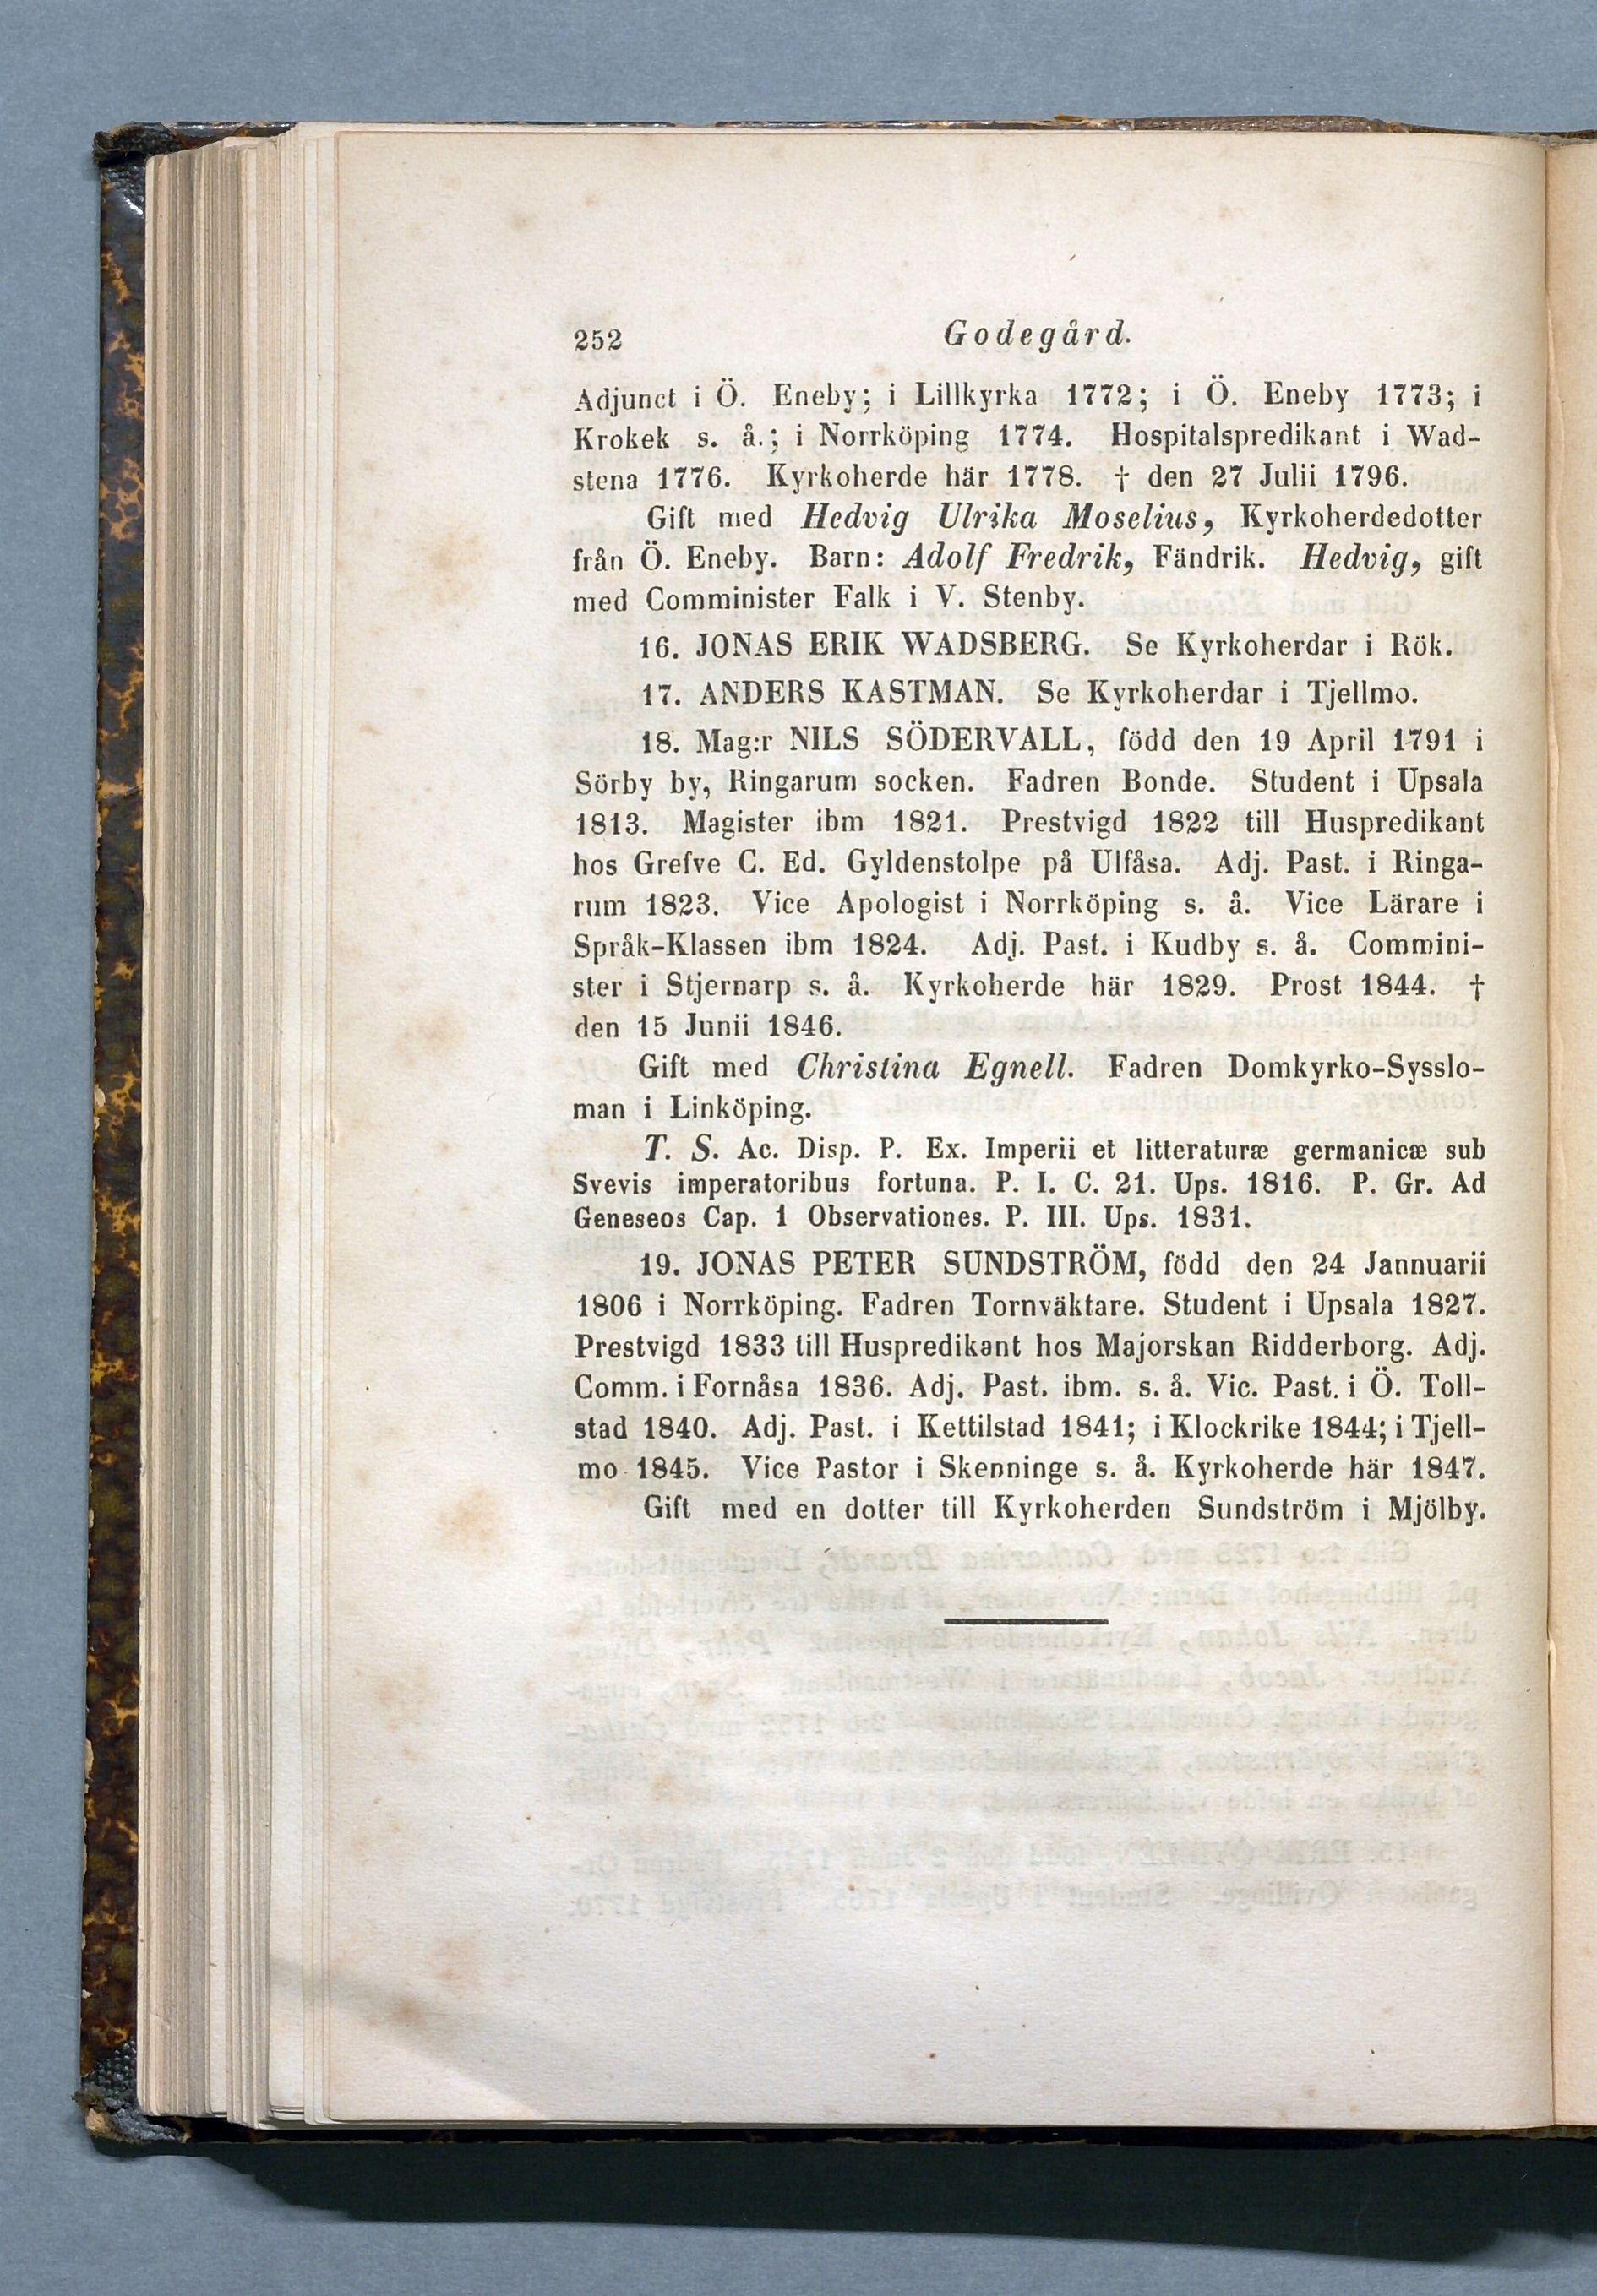 252 Godegård.
Adjunct i Ö. Eneby; i Lillkyrka 1772; i Ö. Eneby 1773; i
Krokek s. å.; i Norrköping 1774. Hospitalspredikant i Wad-
stena 1776. Kyrkoherde här 1778. † den 27 Julii 1796.
Gift med Hedvig Ulrika Moselius, Kyrkoherdedotter
från Ö. Eneby. Barn: Adolf Fredrik, Fändrik. Hedvig, gift
med Comminister Falk i V. Stenby.
16. JONAS ERIK WADSBERG. Se Kyrkoherdar i Rök.
17. ANDERS KASTMAN. Se Kyrkoherdar i Tjellmo.
18. Mag:r NILS SÖDERVALL, född den 19 April 1791 i
Sörby by, Ringarum socken. Fadren Bonde. Student i Upsala
1813. Magister ibm 1821. Prestvigd 1822 till Huspredikant
hos Grefve C. Ed. Gyldenstolpe på Ulfåsa. Adj. Past. i Ringa-
rum 1823. Vice Apologist i Norrköping s. å. Vice Lärare i
Språk-Klassen ibm 1824. Adj. Past. i Kudby s. å. Commini-
ster i Stjernarp s. å. Kyrkoherde här 1829. Prost 1844. †
den 15 Junii 1846.
Gift med Christina Egnell. Fadren Domkyrko-Sysslo-
man i Linköping.
T. S. Ac. Disp. P. Ex. Imperii et litteraturæ germanicæ sub
Svevis imperatoribus fortuna. P. I. C. 21. Ups. 1816. P. Gr. Ad
Geneseos Cap. 1 Observationes. P. III. Ups. 1831.
19. JONAS PETER SUNDSTRÖM, född den 24 Jannuarii
1806 i Norrköping. Fadren Tornväktare. Student i Upsala 1827.
Prestvigd 1833 till Huspredikant hos Majorskan Ridderborg. Adj.
Comm. i Fornåsa 1836. Adj. Past. ibm. s. å. Vic. Past. i Ö. Toll-
stad 1840. Adj. Past. i Kettilstad 1841; i Klockrike 1844; i Tjell-
mo 1845. Vice Pastor i Skenninge s. å. Kyrkoherde här 1847.
Gift med en dotter till Kyrkoherden Sundström i Mjölby.